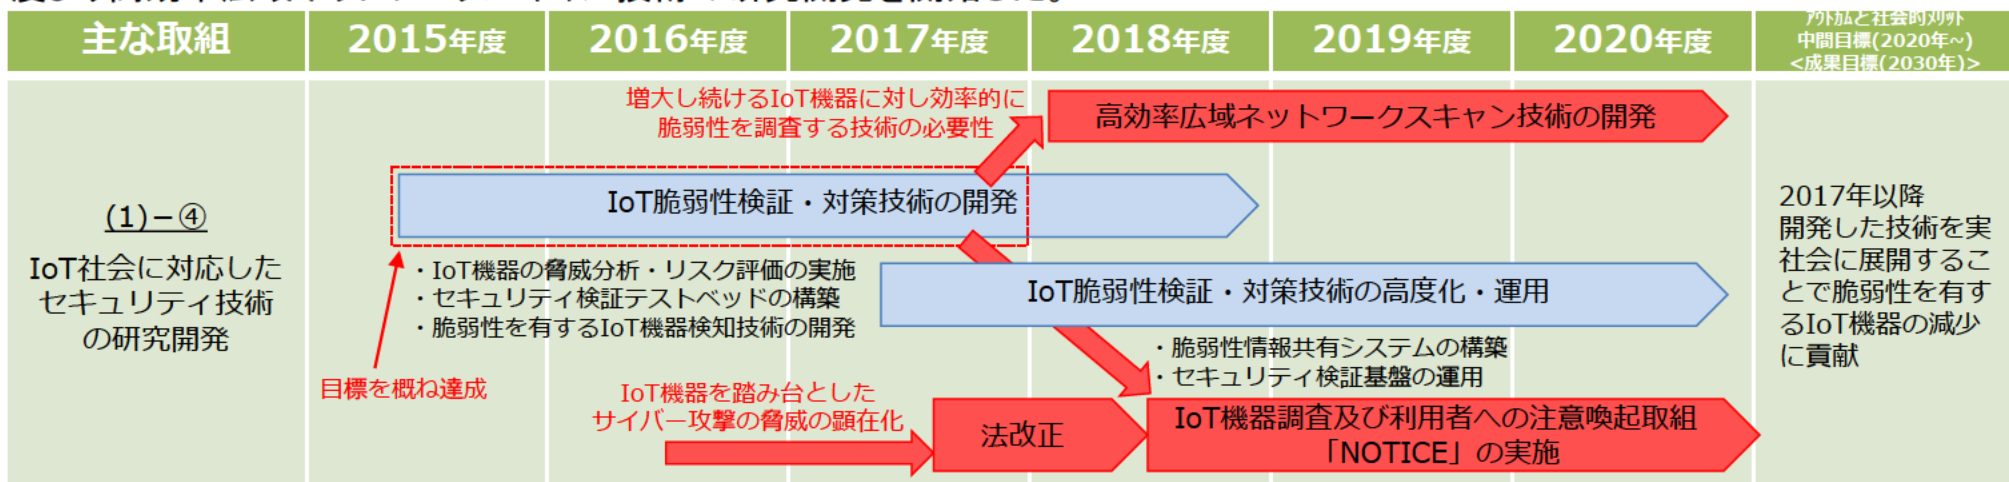 主な取組
2015年度
2016年度
2017年度
2018年度
2019年度
2020年度
アウトカムと社会的メリット
中間目標(2020年~)
<成果目標(2030年)>
(1)-④
IoT社会に対応した
セキュリティ技術
の研究開発
増大し続けるIoT機器に対し効率的に
脆弱性を調査する技術の必要性
高効率広域ネットワークスキャン技術の開発
IoT脆弱性検証・対策技術の開発
・IoT機器の脅威分析・リスク評価の実施
・セキュリティ検証テストベッドの構築
・脆弱性を有するIoT機器検知技術の開発
IoT脆弱性検証・対策技術の高度化・運用
・脆弱性情報共有システムの構築
・セキュリティ検証基盤の運用
目標を概ね達成
IoT機器を踏み台とした
サイバー攻撃の脅威の顕在化
法改正
IoT機器調査及び利用者への注意喚起取組
「NOTICE」の実施
2017年以降
開発した技術を実
社会に展開するこ
とで脆弱性を有す
るIoT機器の減少
に貢献